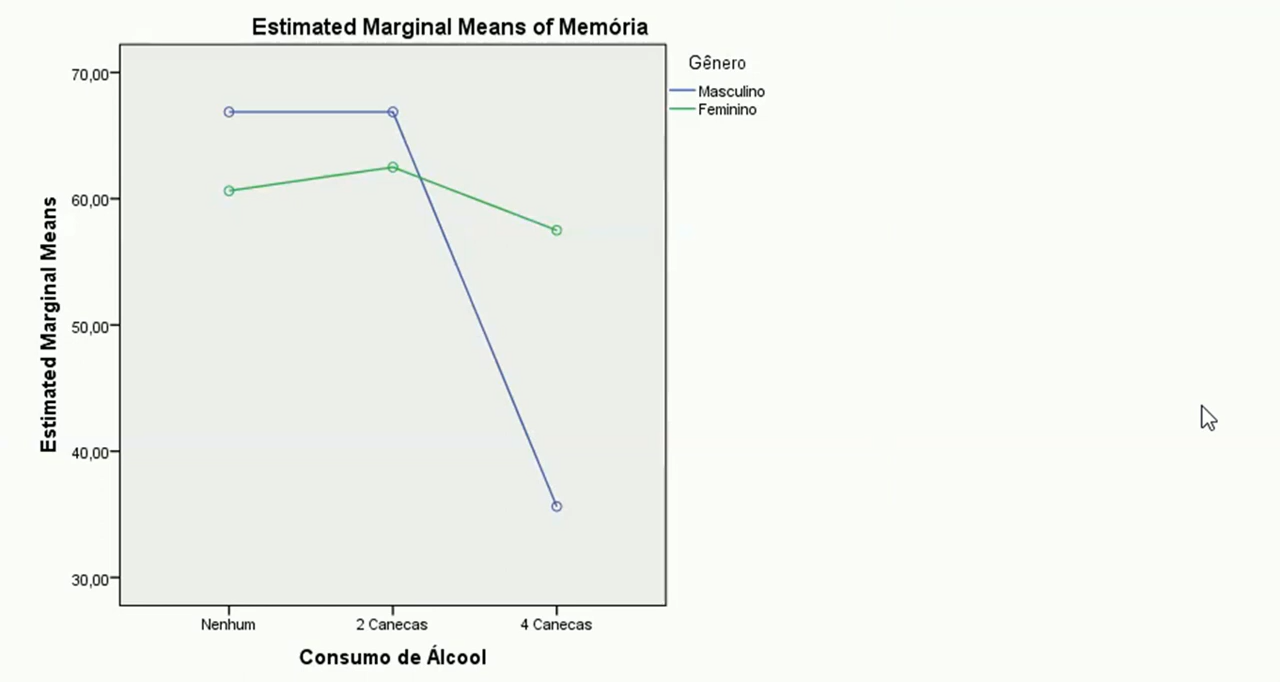 Estimated Marginal Means of Memória
Gênero
Masculino
Feminino
Estimated Marginal Means
70,00
60,00
50,00
40,00
30,00
Nenhum
2 Canecas
4 Canecas
Consumo de Álcool